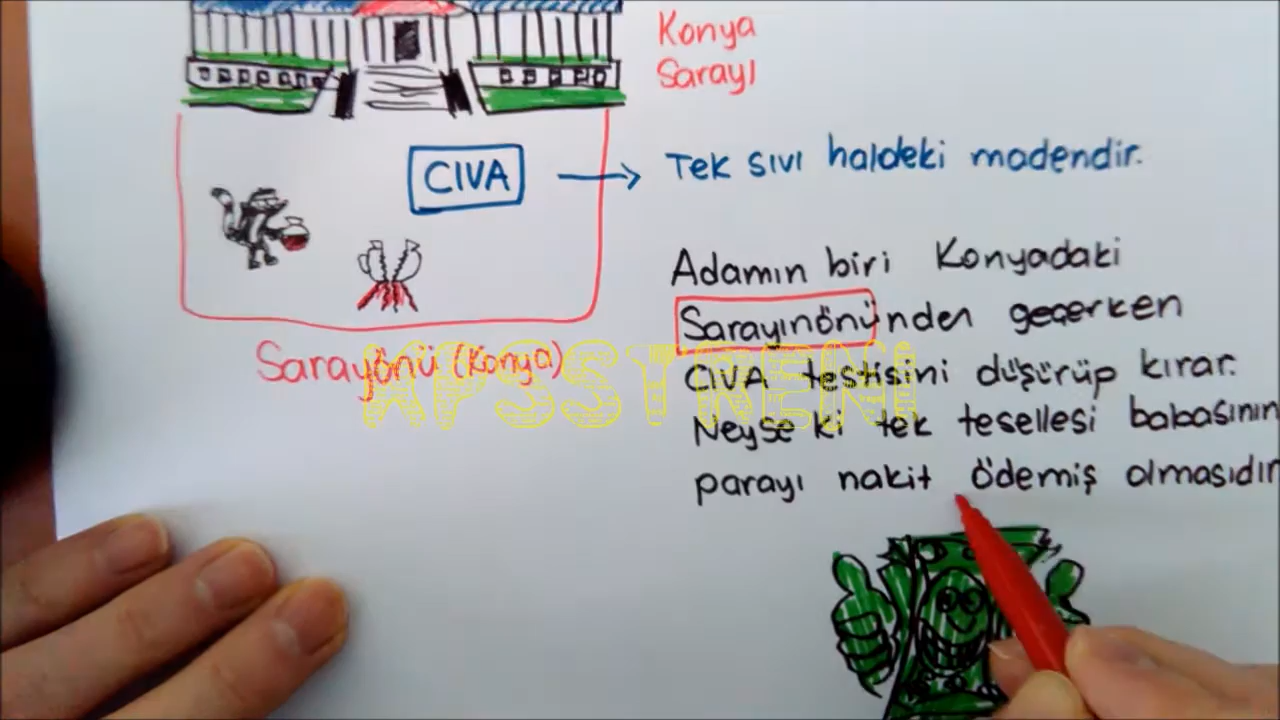 Konya
Sarayı
CIVA
Tek sıvı haldeki madendir.
Adamın biri Konyadaki
Sarayınönünden geçerken
CIVA testisini düşürüp kırar.
Neyse ki tek tesellesi babasının
parayı nakit ödemiş olmasıdır
Sarayönü (Konya)
KPSSTRENI